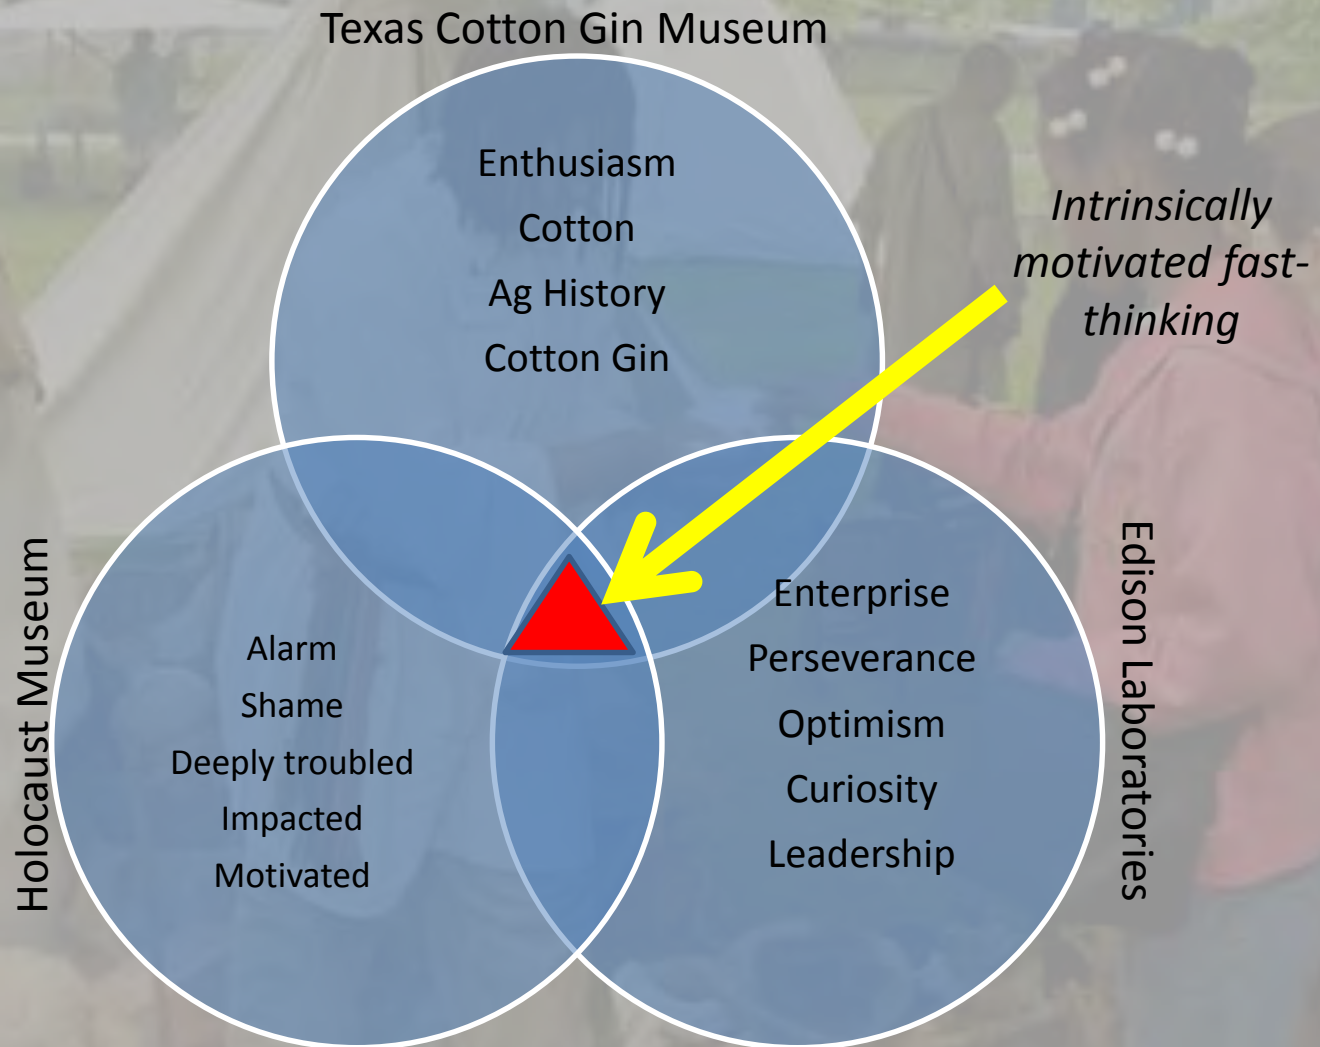 Texas Cotton Gin Museum
Enthusiasm
Cotton
Ag History
Cotton Gin
Intrinsically
motivated fast-
thinking
Holocaust Museum
Alarm
Shame
Deeply troubled
Impacted
Motivated
Enterprise
Perseverance
Optimism
Curiosity
Leadership
Edison Laboratories